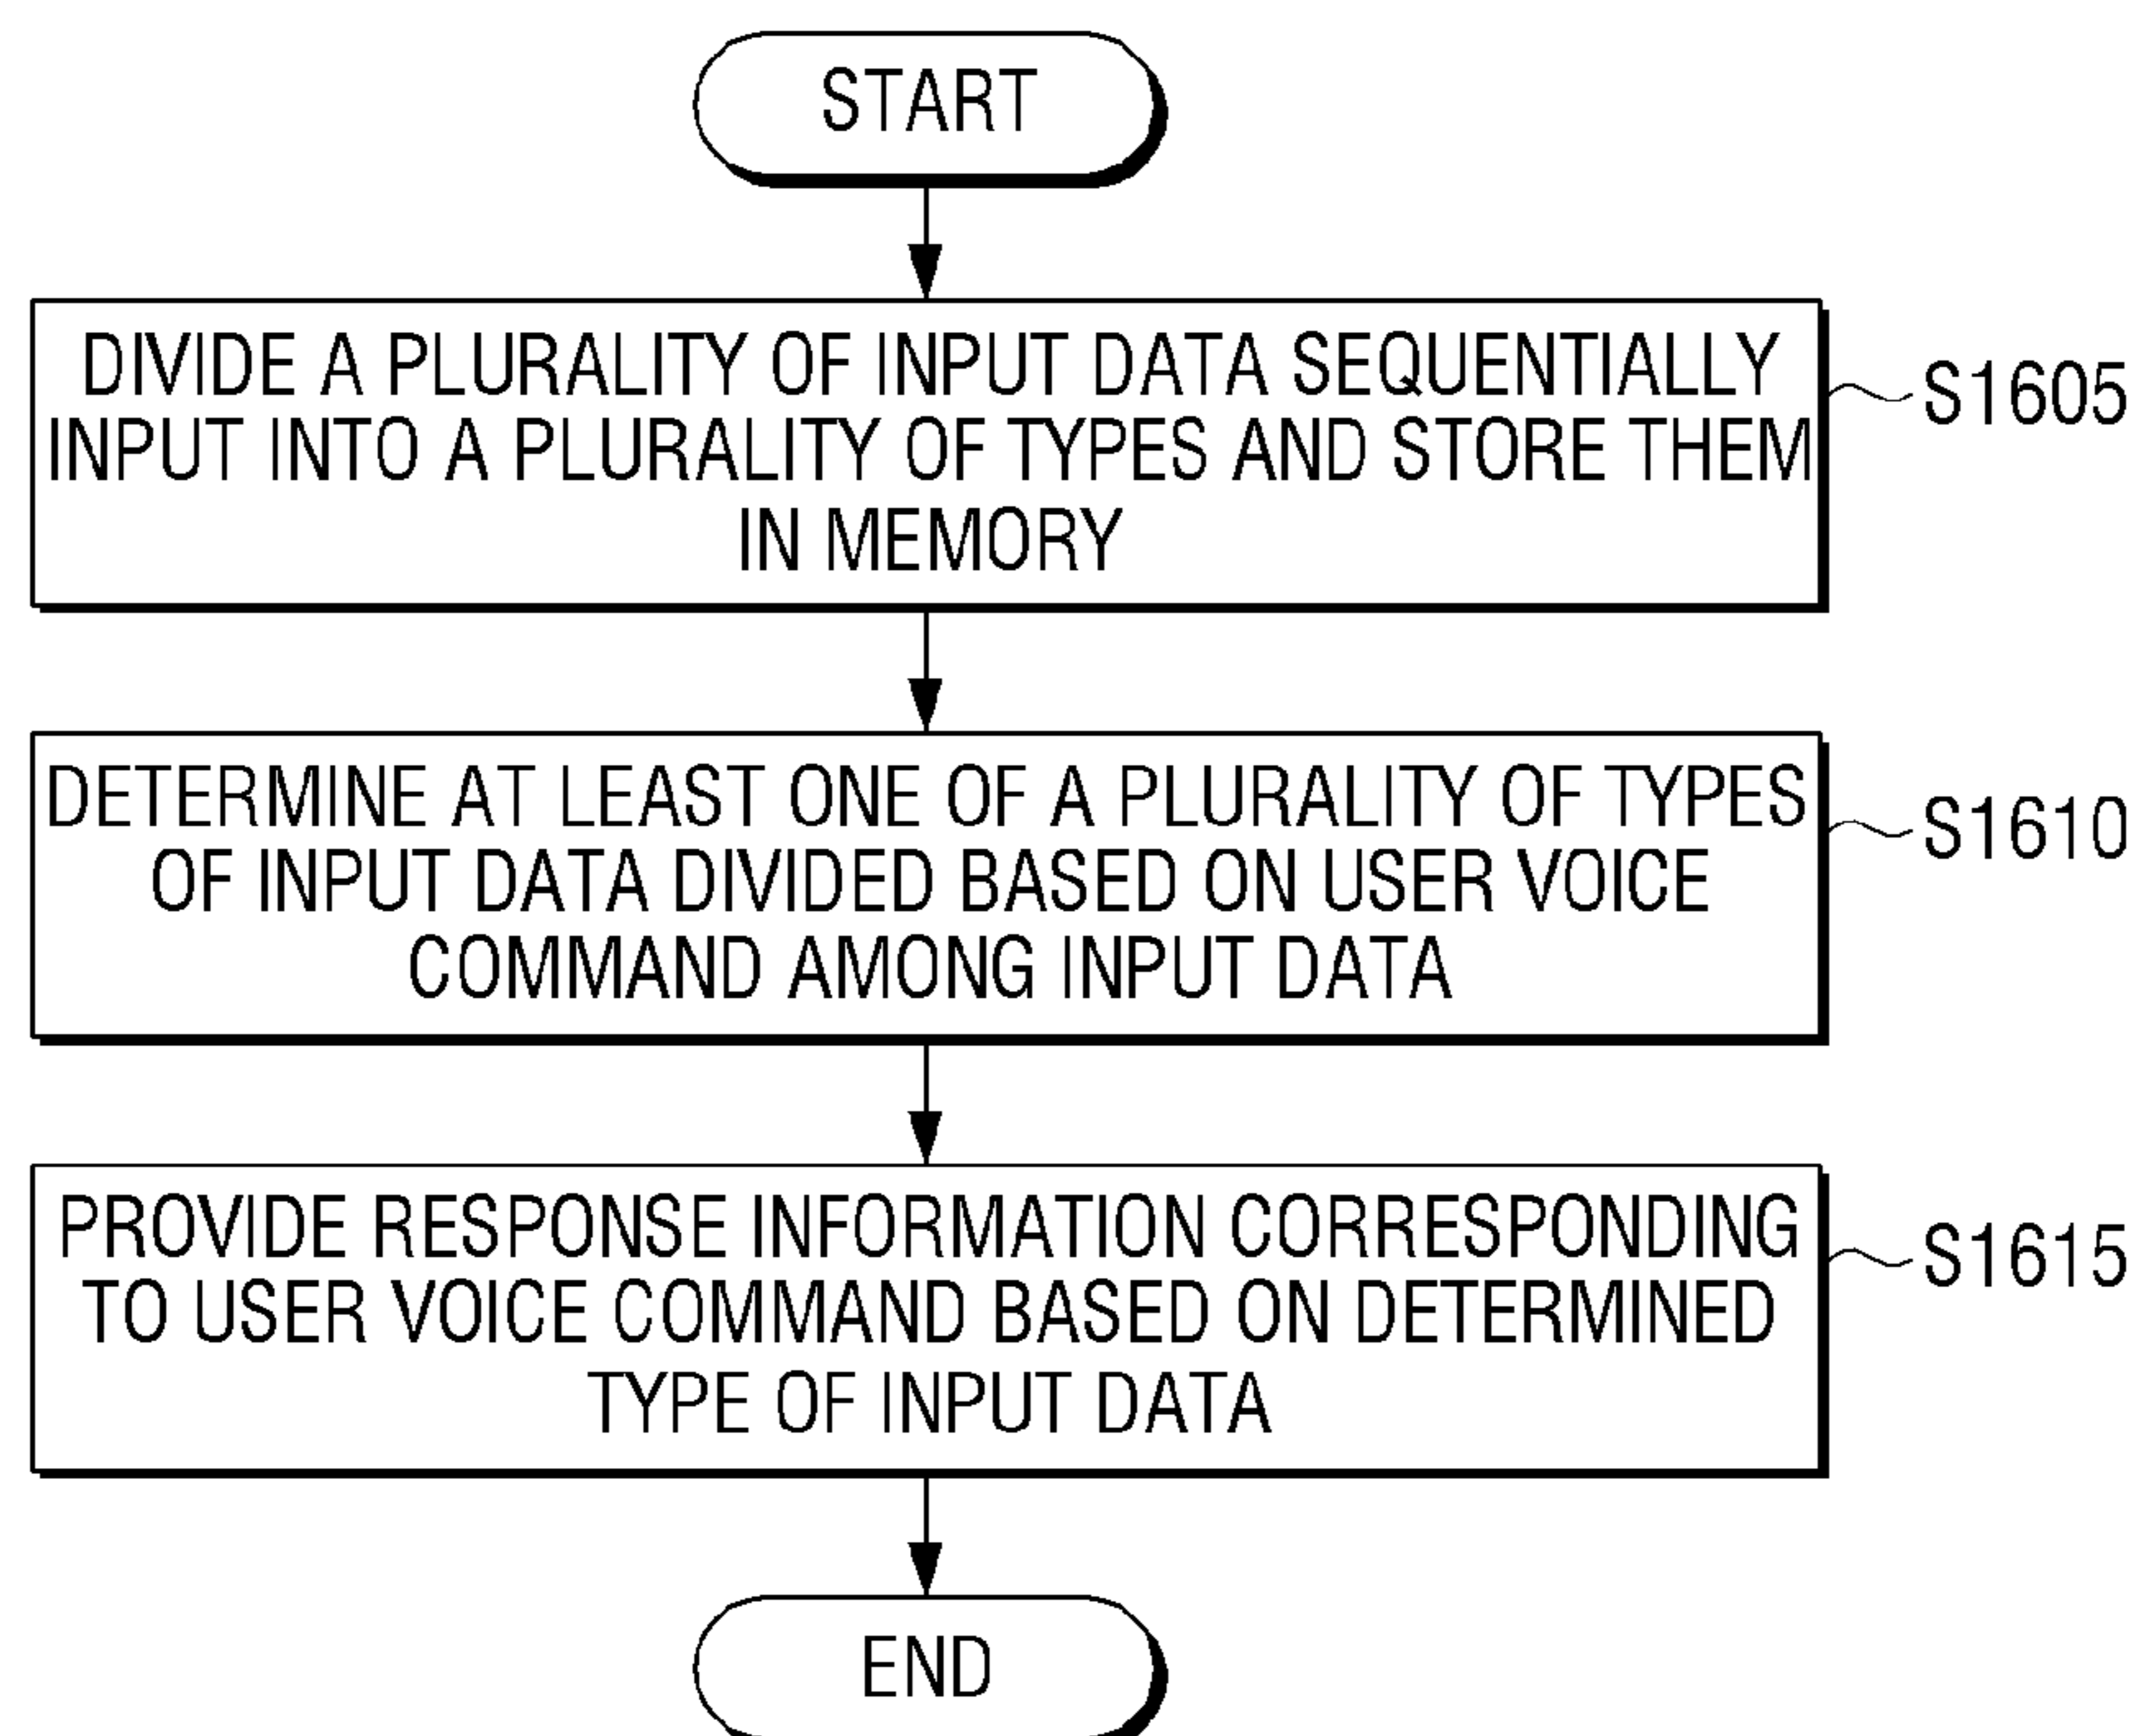 START
DIVIDE A PLURALITY OF INPUT DATA SEQUENTIALLY
INPUT INTO A PLURALITY OF TYPES AND STORE THEM
IN MEMORY
S1605
DETERMINE AT LEAST ONE OF A PLURALITY OF TYPES
OF INPUT DATA DIVIDED BASED ON USER VOICE
COMMAND AMONG INPUT DATA
S1610
PROVIDE RESPONSE INFORMATION CORRESPONDING
TO USER VOICE COMMAND BASED ON DETERMINED
TYPE OF INPUT DATA
S1615
END